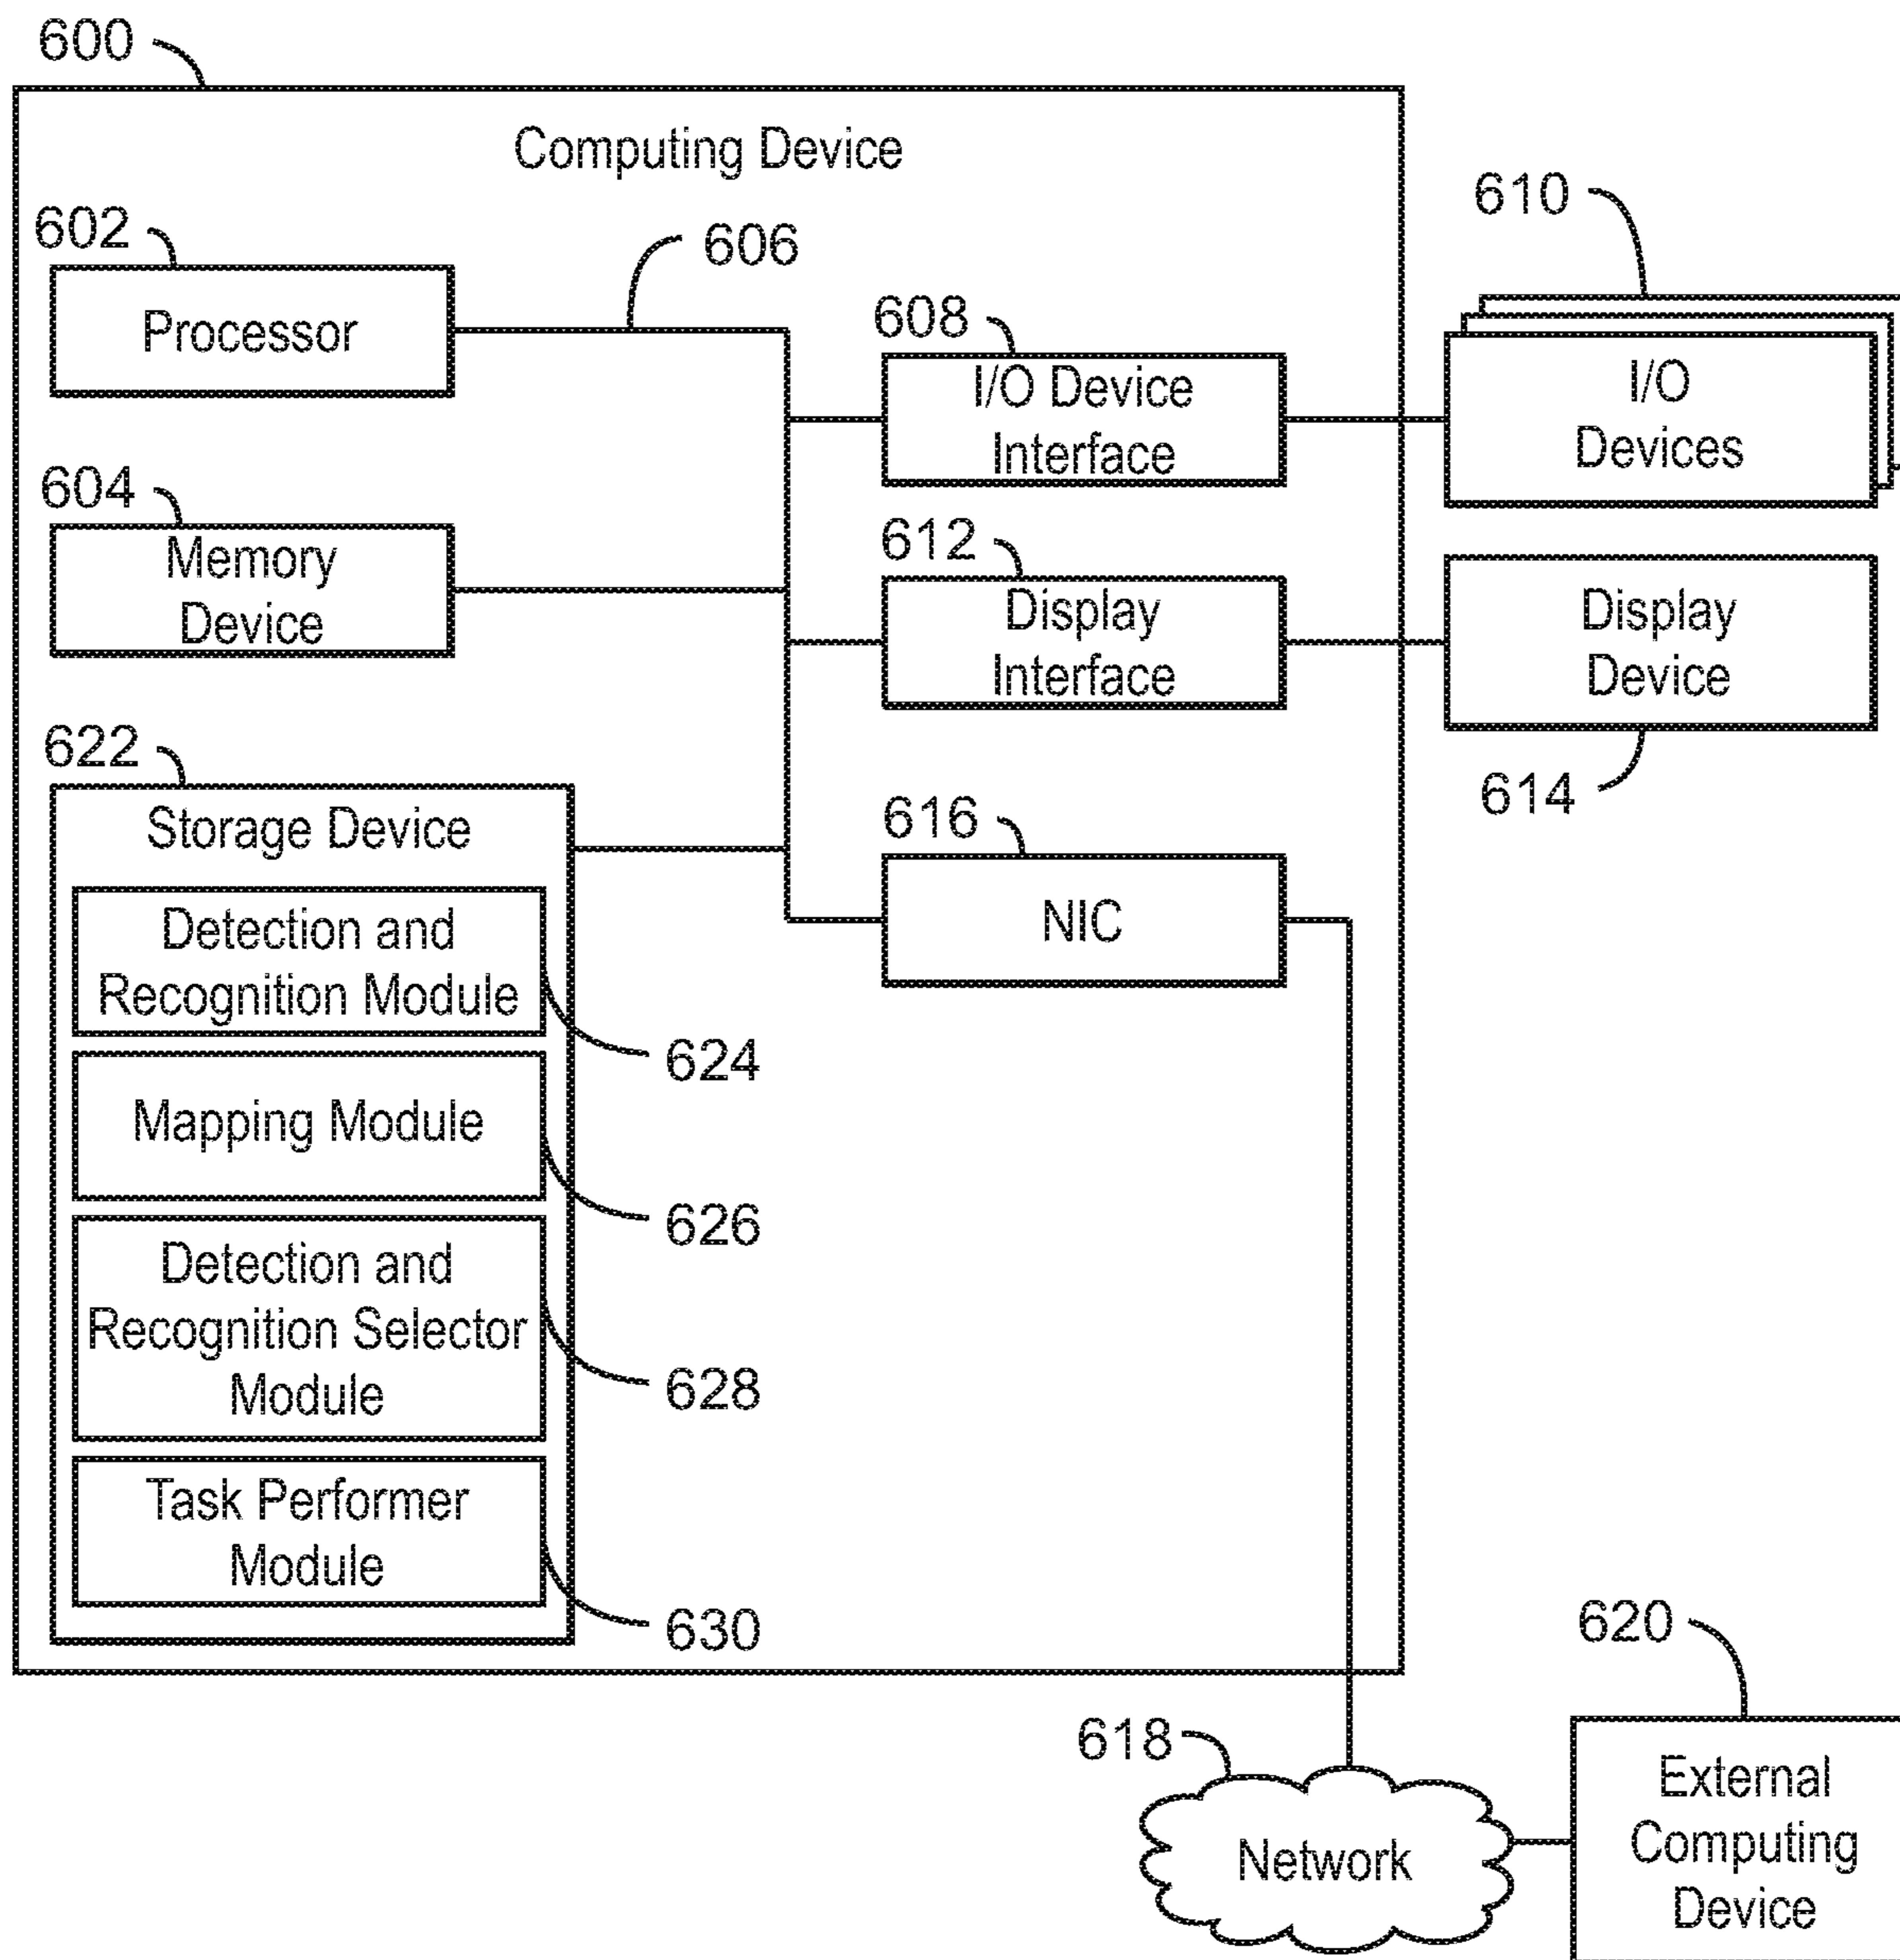 600
Computing Device
602
Processor
606
604
Memory
Device
608
I/O Device
Interface
610
I/O
Devices
612
Display
Interface
Display
Device
614
616
NIC
622
Storage Device
Detection and
Recognition Module
624
Mapping Module
626
Detection and
Recognition Selector
Module
628
Task Performer
Module
630
618
Network
620
External
Computing
Device